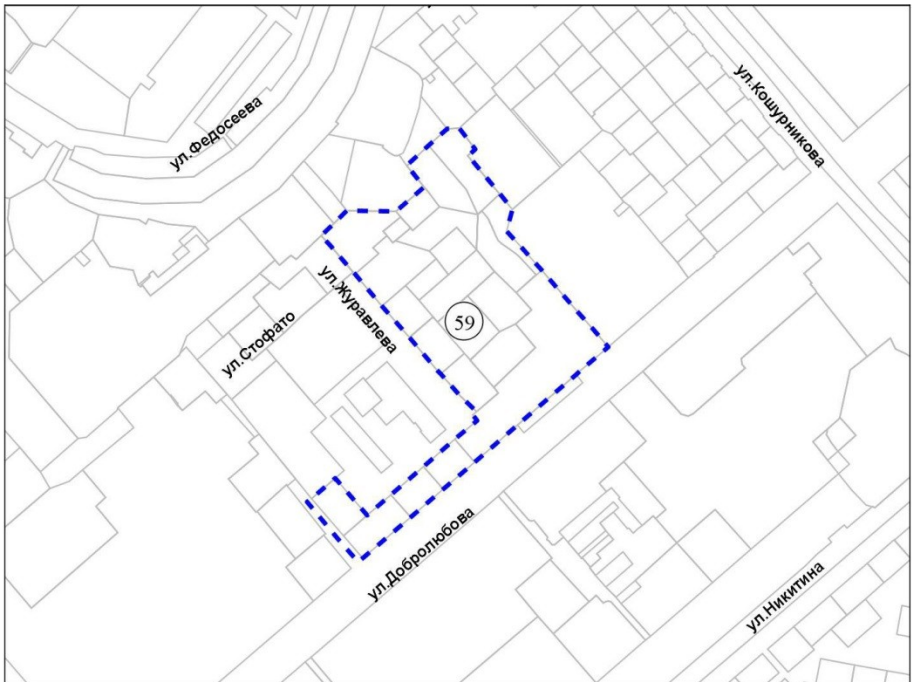 ул.Кошурникова
ул.Федосеева
ул.Журавлева
59
ул.Стофато
ул.Добролюбова
ул.Никитина